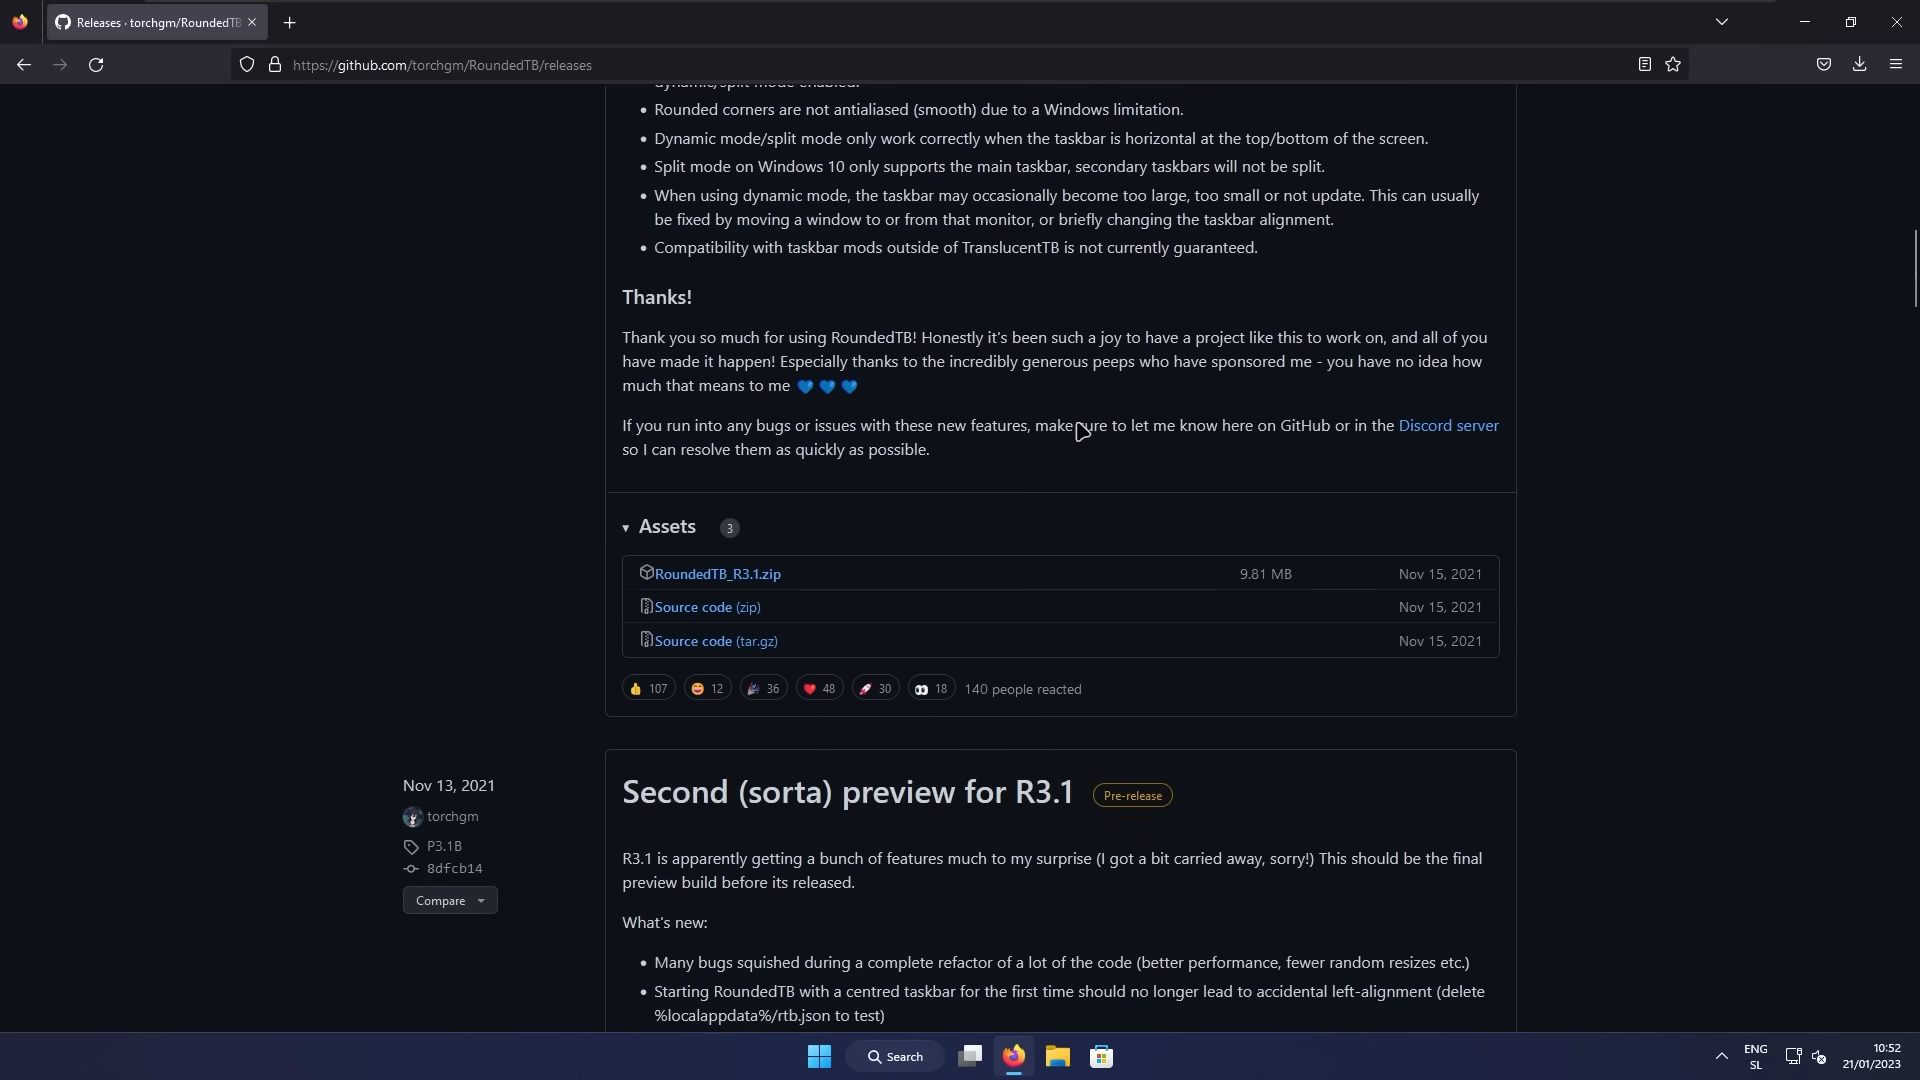 Releases · torchgm/RoundedTB
https://github.com/torchgm/RoundedTB/releases
dynamic/split mode enabled.
• Rounded corners are not antialiased (smooth) due to a Windows limitation.
• Dynamic mode/split mode only work correctly when the taskbar is horizontal at the top/bottom of the screen.
• Split mode on Windows 10 only supports the main taskbar, secondary taskbars will not be split.
• When using dynamic mode, the taskbar may occasionally become too large, too small or not update. This can usually
be fixed by moving a window to or from that monitor, or briefly changing the taskbar alignment.
• Compatibility with taskbar mods outside of TranslucentTB is not currently guaranteed.
Thanks!
Thank you so much for using RoundedTB! Honestly it's been such a joy to have a project like this to work on, and all of you
have made it happen! Especially thanks to the incredibly generous peeps who have sponsored me - you have no idea how
much that means to me 💙 💙 💙
If you run into any bugs or issues with these new features, make sure to let me know here on GitHub or in the Discord server
so I can resolve them as quickly as possible.
Assets 3
RoundedTB_R3.1.zip 9.81 MB Nov 15, 2021
Source code (zip) Nov 15, 2021
Source code (tar.gz) Nov 15, 2021
👍 107 😄 12 🎉 36 ❤️ 48 🚀 30 👀 18 140 people reacted
Nov 13, 2021
torchgm
P3.1B
8dfcb14
Compare
Second (sorta) preview for R3.1 Pre-release
R3.1 is apparently getting a bunch of features much to my surprise (I got a bit carried away, sorry!) This should be the final
preview build before its released.
What's new:
• Many bugs squished during a complete refactor of a lot of the code (better performance, fewer random resizes etc.)
• Starting RoundedTB with a centred taskbar for the first time should no longer lead to accidental left-alignment (delete
%localappdata%/rtb.json to test)
Search
ENG
SL
10:52
21/01/2023